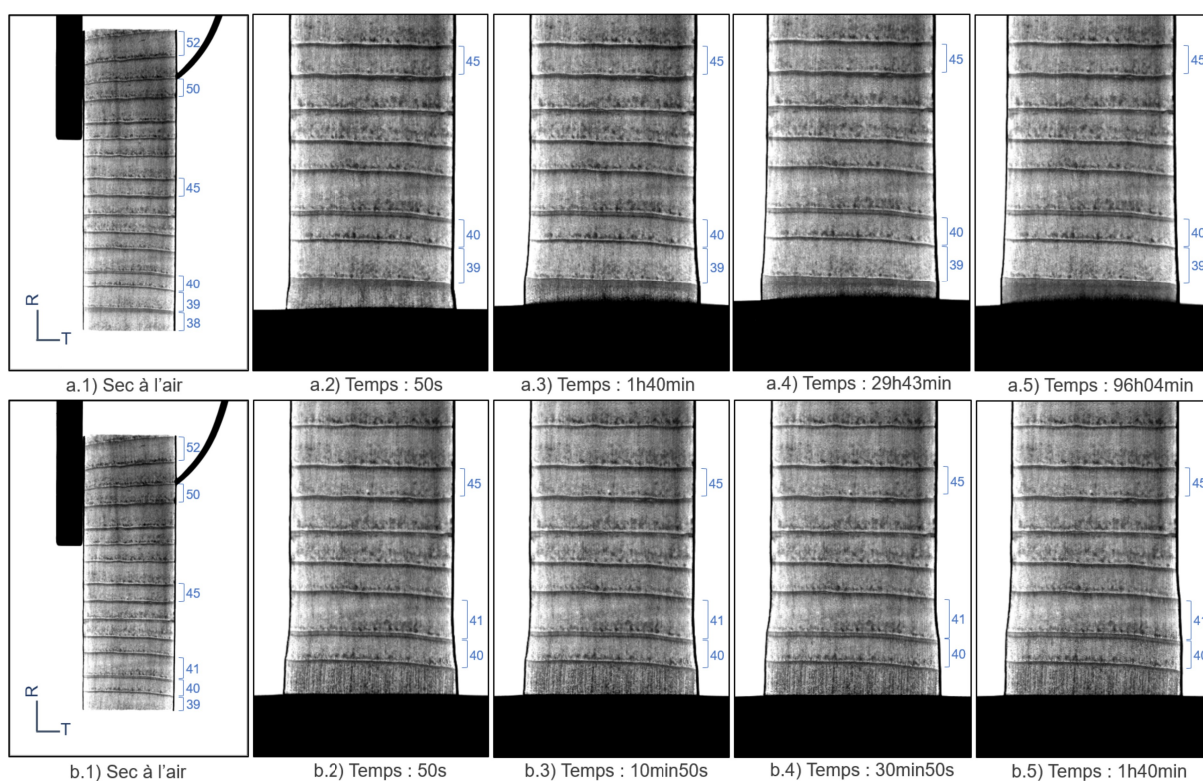 52
50
45
40
39
38
R
T
a.1) Sec à l'air
45
40
39
a.2) Temps : 50s
45
40
39
a.3) Temps : 1h40min
45
40
39
a.4) Temps : 29h43min
45
40
39
a.5) Temps : 96h04min
52
50
45
41
40
39
R
T
b.1) Sec à l'air
45
41
40
b.2) Temps : 50s
45
41
40
b.3) Temps : 10min50s
45
41
40
b.4) Temps : 30min50s
45
41
40
b.5) Temps : 1h40min